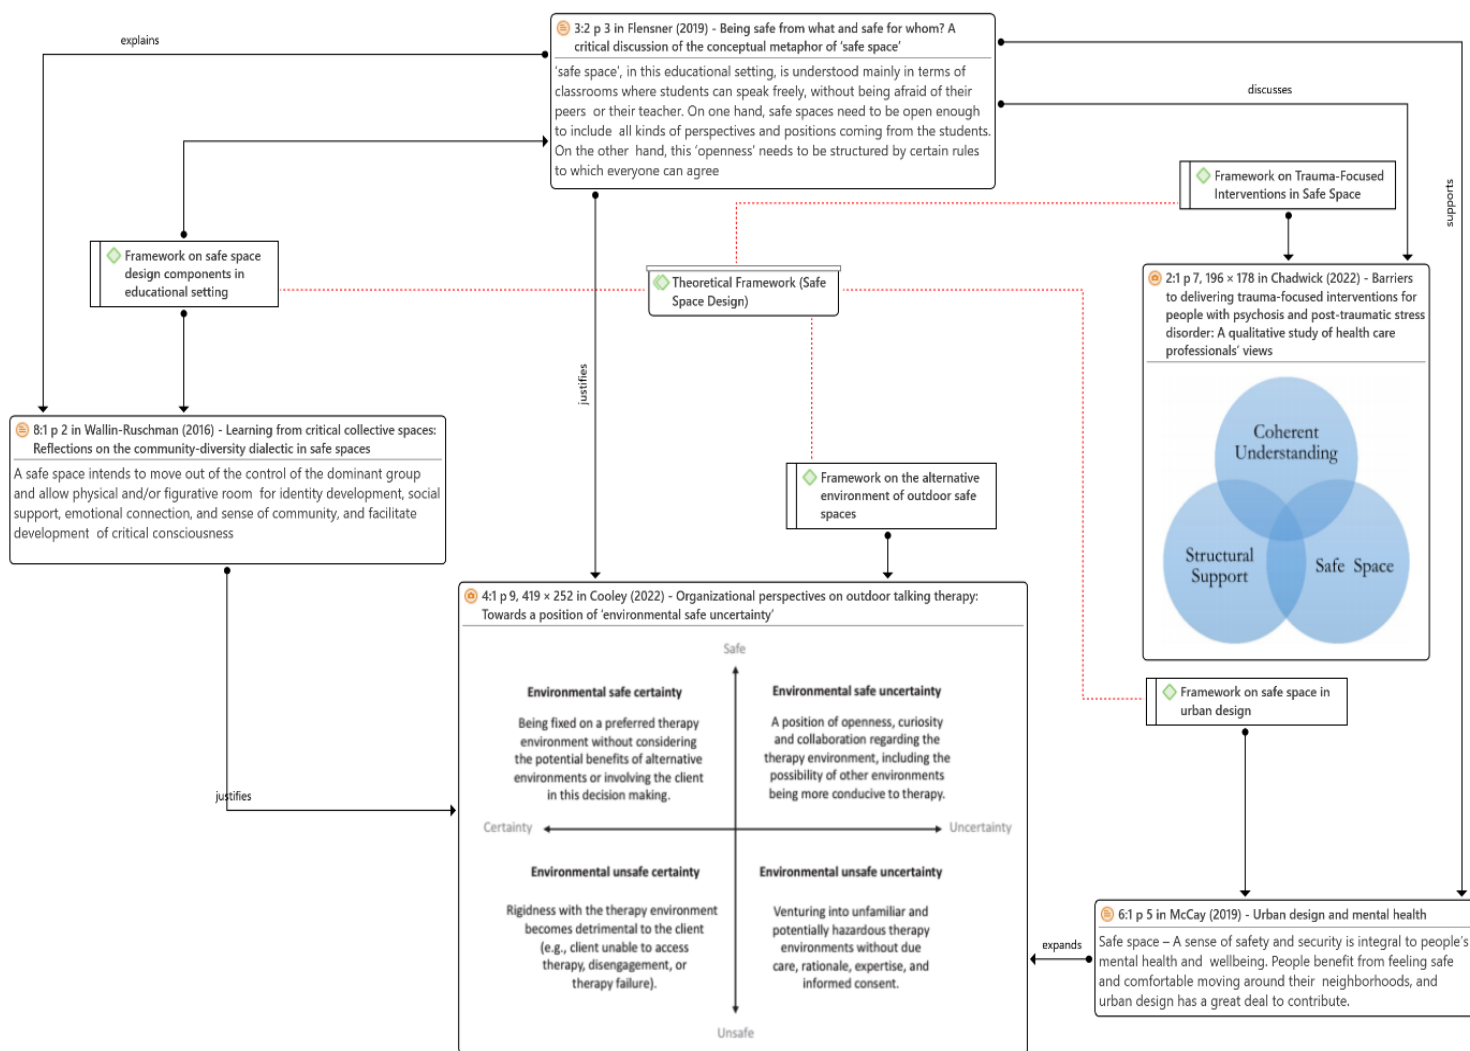 3:2 p 3 in Flensner (2019) - Being safe from what and safe for whom? A
critical discussion of the conceptual metaphor of 'safe space'
'safe space', in this educational setting, is understood mainly in terms of
classrooms where students can speak freely, without being afraid of their
peers or their teacher. On one hand, safe spaces need to be open enough
to include all kinds of perspectives and positions coming from the students.
On the other hand, this 'openness' needs to be structured by certain rules
to which everyone can agree
explains
discusses
supports
justifies
Framework on Trauma-Focused
Interventions in Safe Space
Framework on safe space
design components in
educational setting
Theoretical Framework (Safe
Space Design)
2:1 p 7, 196 × 178 in Chadwick (2022) - Barriers
to delivering trauma-focused interventions for
people with psychosis and post-traumatic stress
disorder: A qualitative study of health care
professionals' views
Coherent
Understanding
Structural
Support
Safe Space
8:1 p 2 in Wallin-Ruschman (2016) - Learning from critical collective spaces:
Reflections on the community-diversity dialectic in safe spaces
A safe space intends to move out of the control of the dominant group
and allow physical and/or figurative room for identity development, social
support, emotional connection, and sense of community, and facilitate
development of critical consciousness
Framework on the alternative
environment of outdoor safe
spaces
justifies
4:1 p 9, 419 × 252 in Cooley (2022) - Organizational perspectives on outdoor talking therapy:
Towards a position of 'environmental safe uncertainty'
Safe
Environmental safe certainty
Being fixed on a preferred therapy
environment without considering
the potential benefits of alternative
environments or involving the client
in this decision making.
Environmental safe uncertainty
A position of openness, curiosity
and collaboration regarding the
therapy environment, including the
possibility of other environments
being more conducive to therapy.
Certainty
Uncertainty
Environmental unsafe certainty
Rigidness with the therapy environment
becomes detrimental to the client
(e.g., client unable to access
therapy, disengagement, or
therapy failure).
Environmental unsafe uncertainty
Venturing into unfamiliar and
potentially hazardous therapy
environments without due
care, rationale, expertise, and
informed consent.
Unsafe
Framework on safe space in
urban design
expands
6:1 p 5 in McCay (2019) - Urban design and mental health
Safe space – A sense of safety and security is integral to people's
mental health and wellbeing. People benefit from feeling safe
and comfortable moving around their neighborhoods, and
urban design has a great deal to contribute.